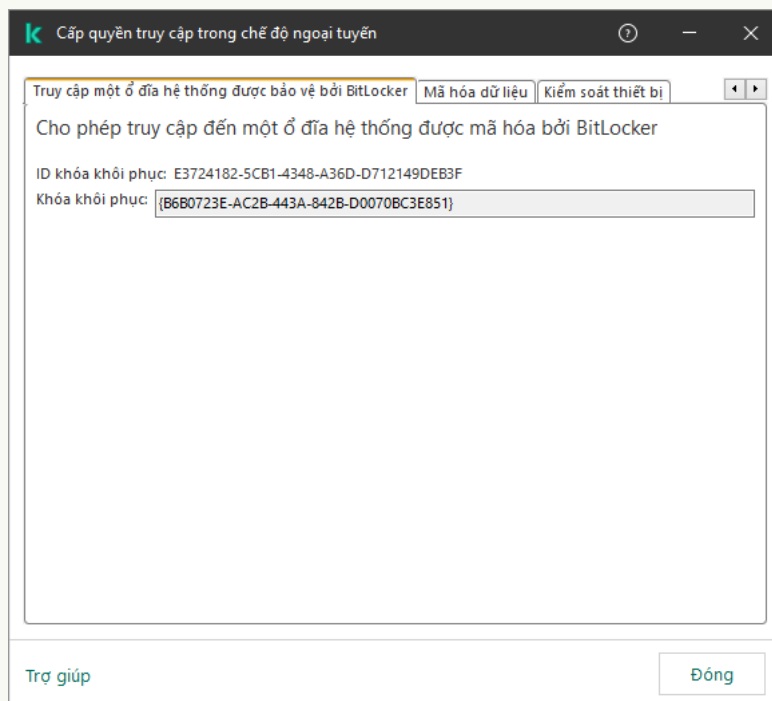 Cấp quyền truy cập trong chế độ ngoại tuyến
Truy cập một ổ đĩa hệ thống được bảo vệ bởi BitLocker Mã hóa dữ liệu Kiểm soát thiết bị
Cho phép truy cập đến một ổ đĩa hệ thống được mã hóa bởi BitLocker
ID khóa khôi phục: E3724182-5CB1-4348-A36D-D712149DEB3F
Khóa khôi phục: {B6B0723E-AC2B-443A-842B-D0070BC3E851}
Trợ giúp Đóng